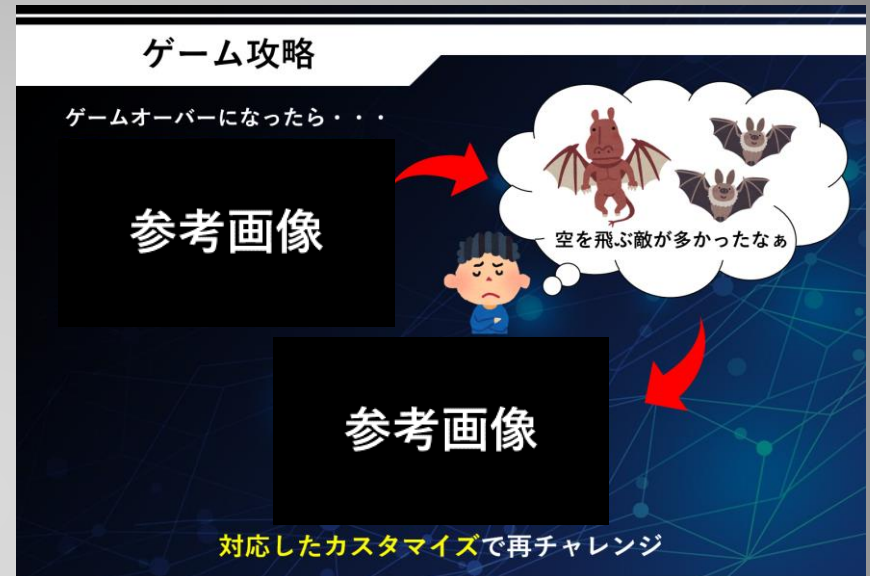 ゲーム攻略
ゲームオーバーになったら・・・
参考画像
空を飛ぶ敵が多かったなぁ
参考画像
対応したカスタマイズで再チャレンジ